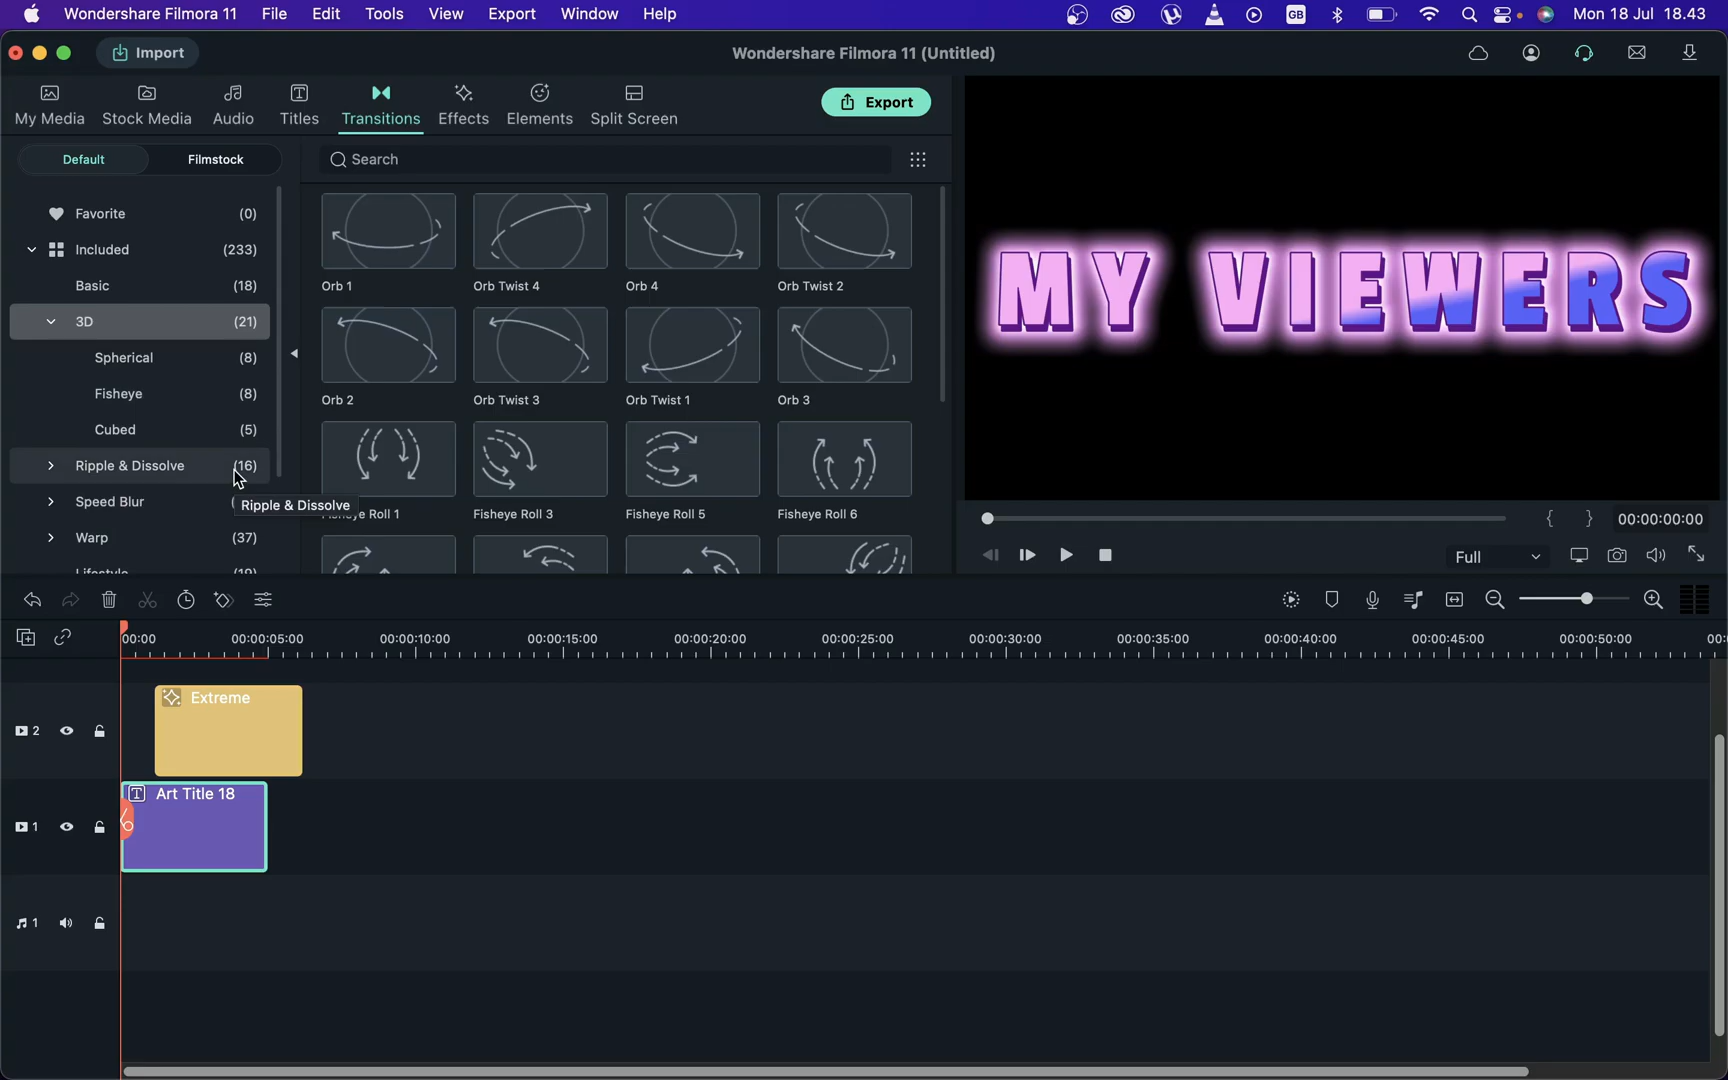 Wondershare Filmora 11 File Edit Tools View Export Window Help GB Mon 18 Jul 18.43
Import Wondershare Filmora 11 (Untitled)
My Media Stock Media Audio Titles Transitions Effects Elements Split Screen Export
Default Filmstock Search
Favorite (0)
Included (233)
Basic (18)
3D (21)
Spherical (8)
Fisheye (8)
Cubed (5)
Ripple & Dissolve (16)
Speed Blur
Ripple & Dissolve
Warp (37)
Orb 1 Orb Twist 4 Orb 4 Orb Twist 2
Orb 2 Orb Twist 3 Orb Twist 1 Orb 3
Roll 1 Fisheye Roll 3 Fisheye Roll 5 Fisheye Roll 6
MY VIEWERS
{ } 00:00:00:00
Full
00:00 00:00:05:00 00:00:10:00 00:00:15:00 00:00:20:00 00:00:25:00 00:00:30:00 00:00:35:00 00:00:40:00 00:00:45:00 00:00:50:00 00:
2 Extreme
1 Art Title 18
1